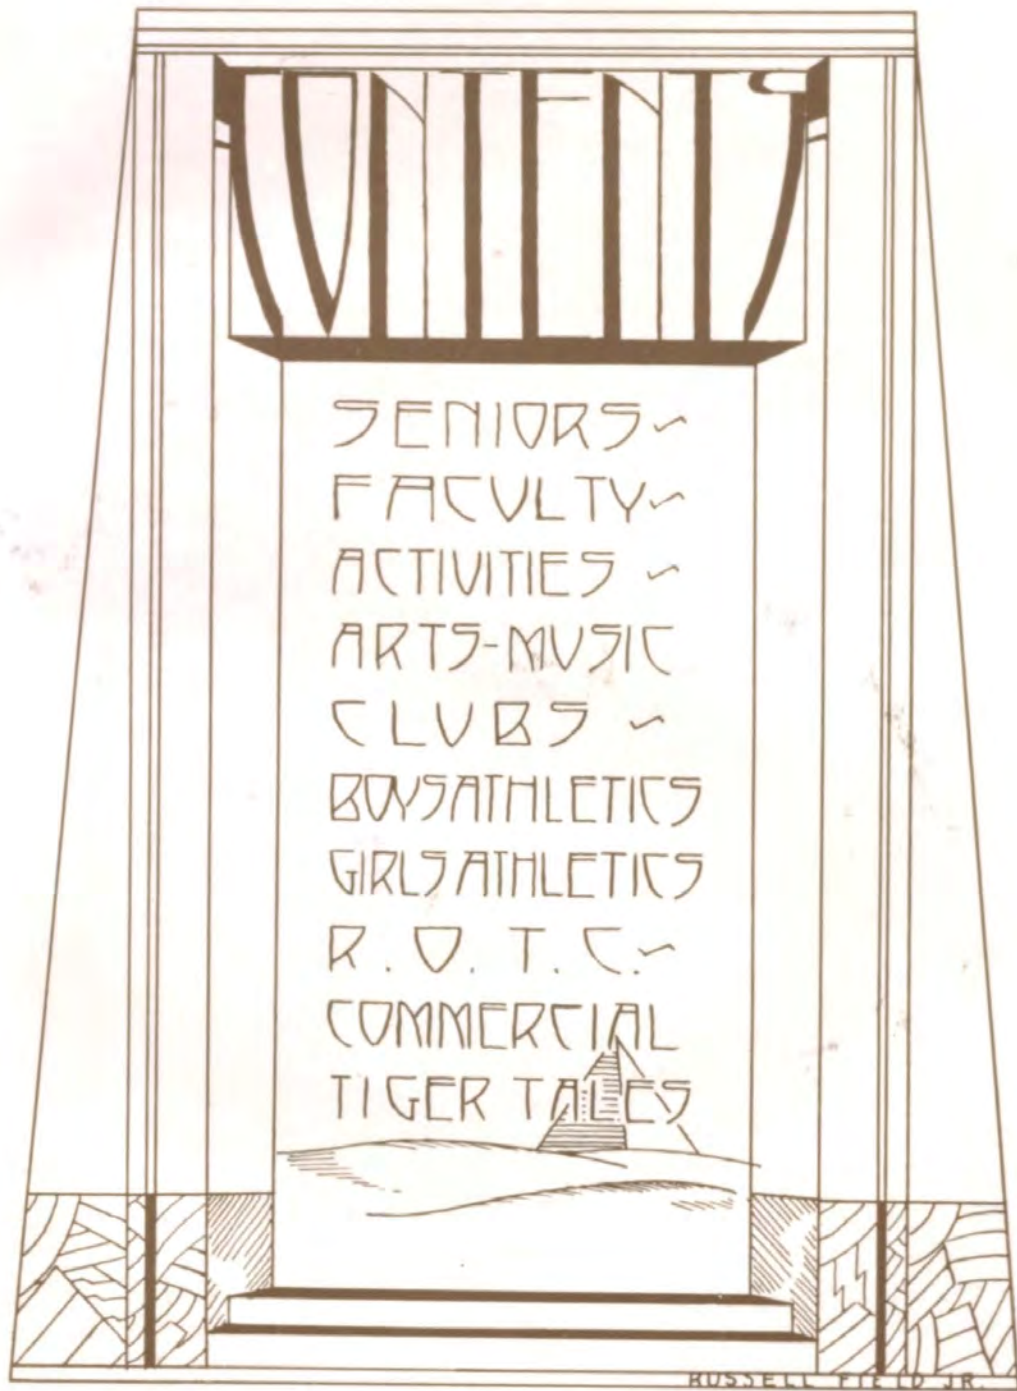 CONTENTS
SENIORS~
FACULTY~
ACTIVITIES ~
ARTS-MUSIC
CLUBS ~
BOYS ATHLETICS
GIRLS ATHLETICS
R. O. T. C.~
COMMERCIAL
TIGER TALES
RUSSELL FIELD JR.